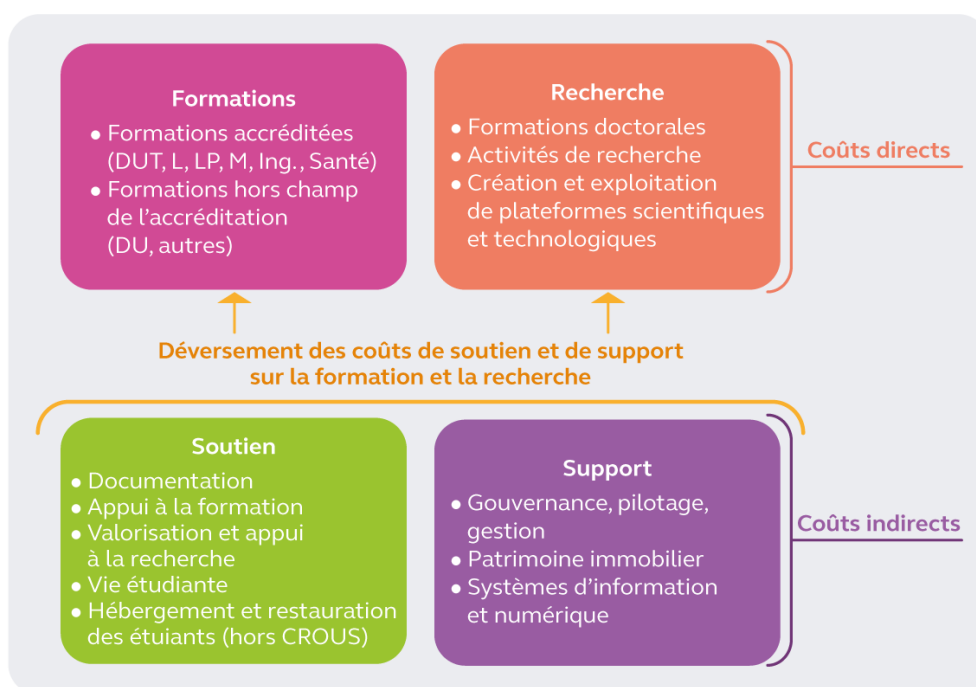 Formations
• Formations accréditées
(DUT, L, LP, M, Ing., Santé)
• Formations hors champ
de l’accréditation
(DU, autres)
Recherche
• Formations doctorales
• Activités de recherche
• Création et exploitation
de plateformes scientifiques
et technologiques
Coûts directs
Déversement des coûts de soutien et de support
sur la formation et la recherche
Soutien
• Documentation
• Appui à la formation
• Valorisation et appui
à la recherche
• Vie étudiante
• Hébergement et restauration
des étuiants (hors CROUS)
Support
• Gouvernance, pilotage,
gestion
• Patrimoine immobilier
• Systèmes d’information
et numérique
Coûts indirects